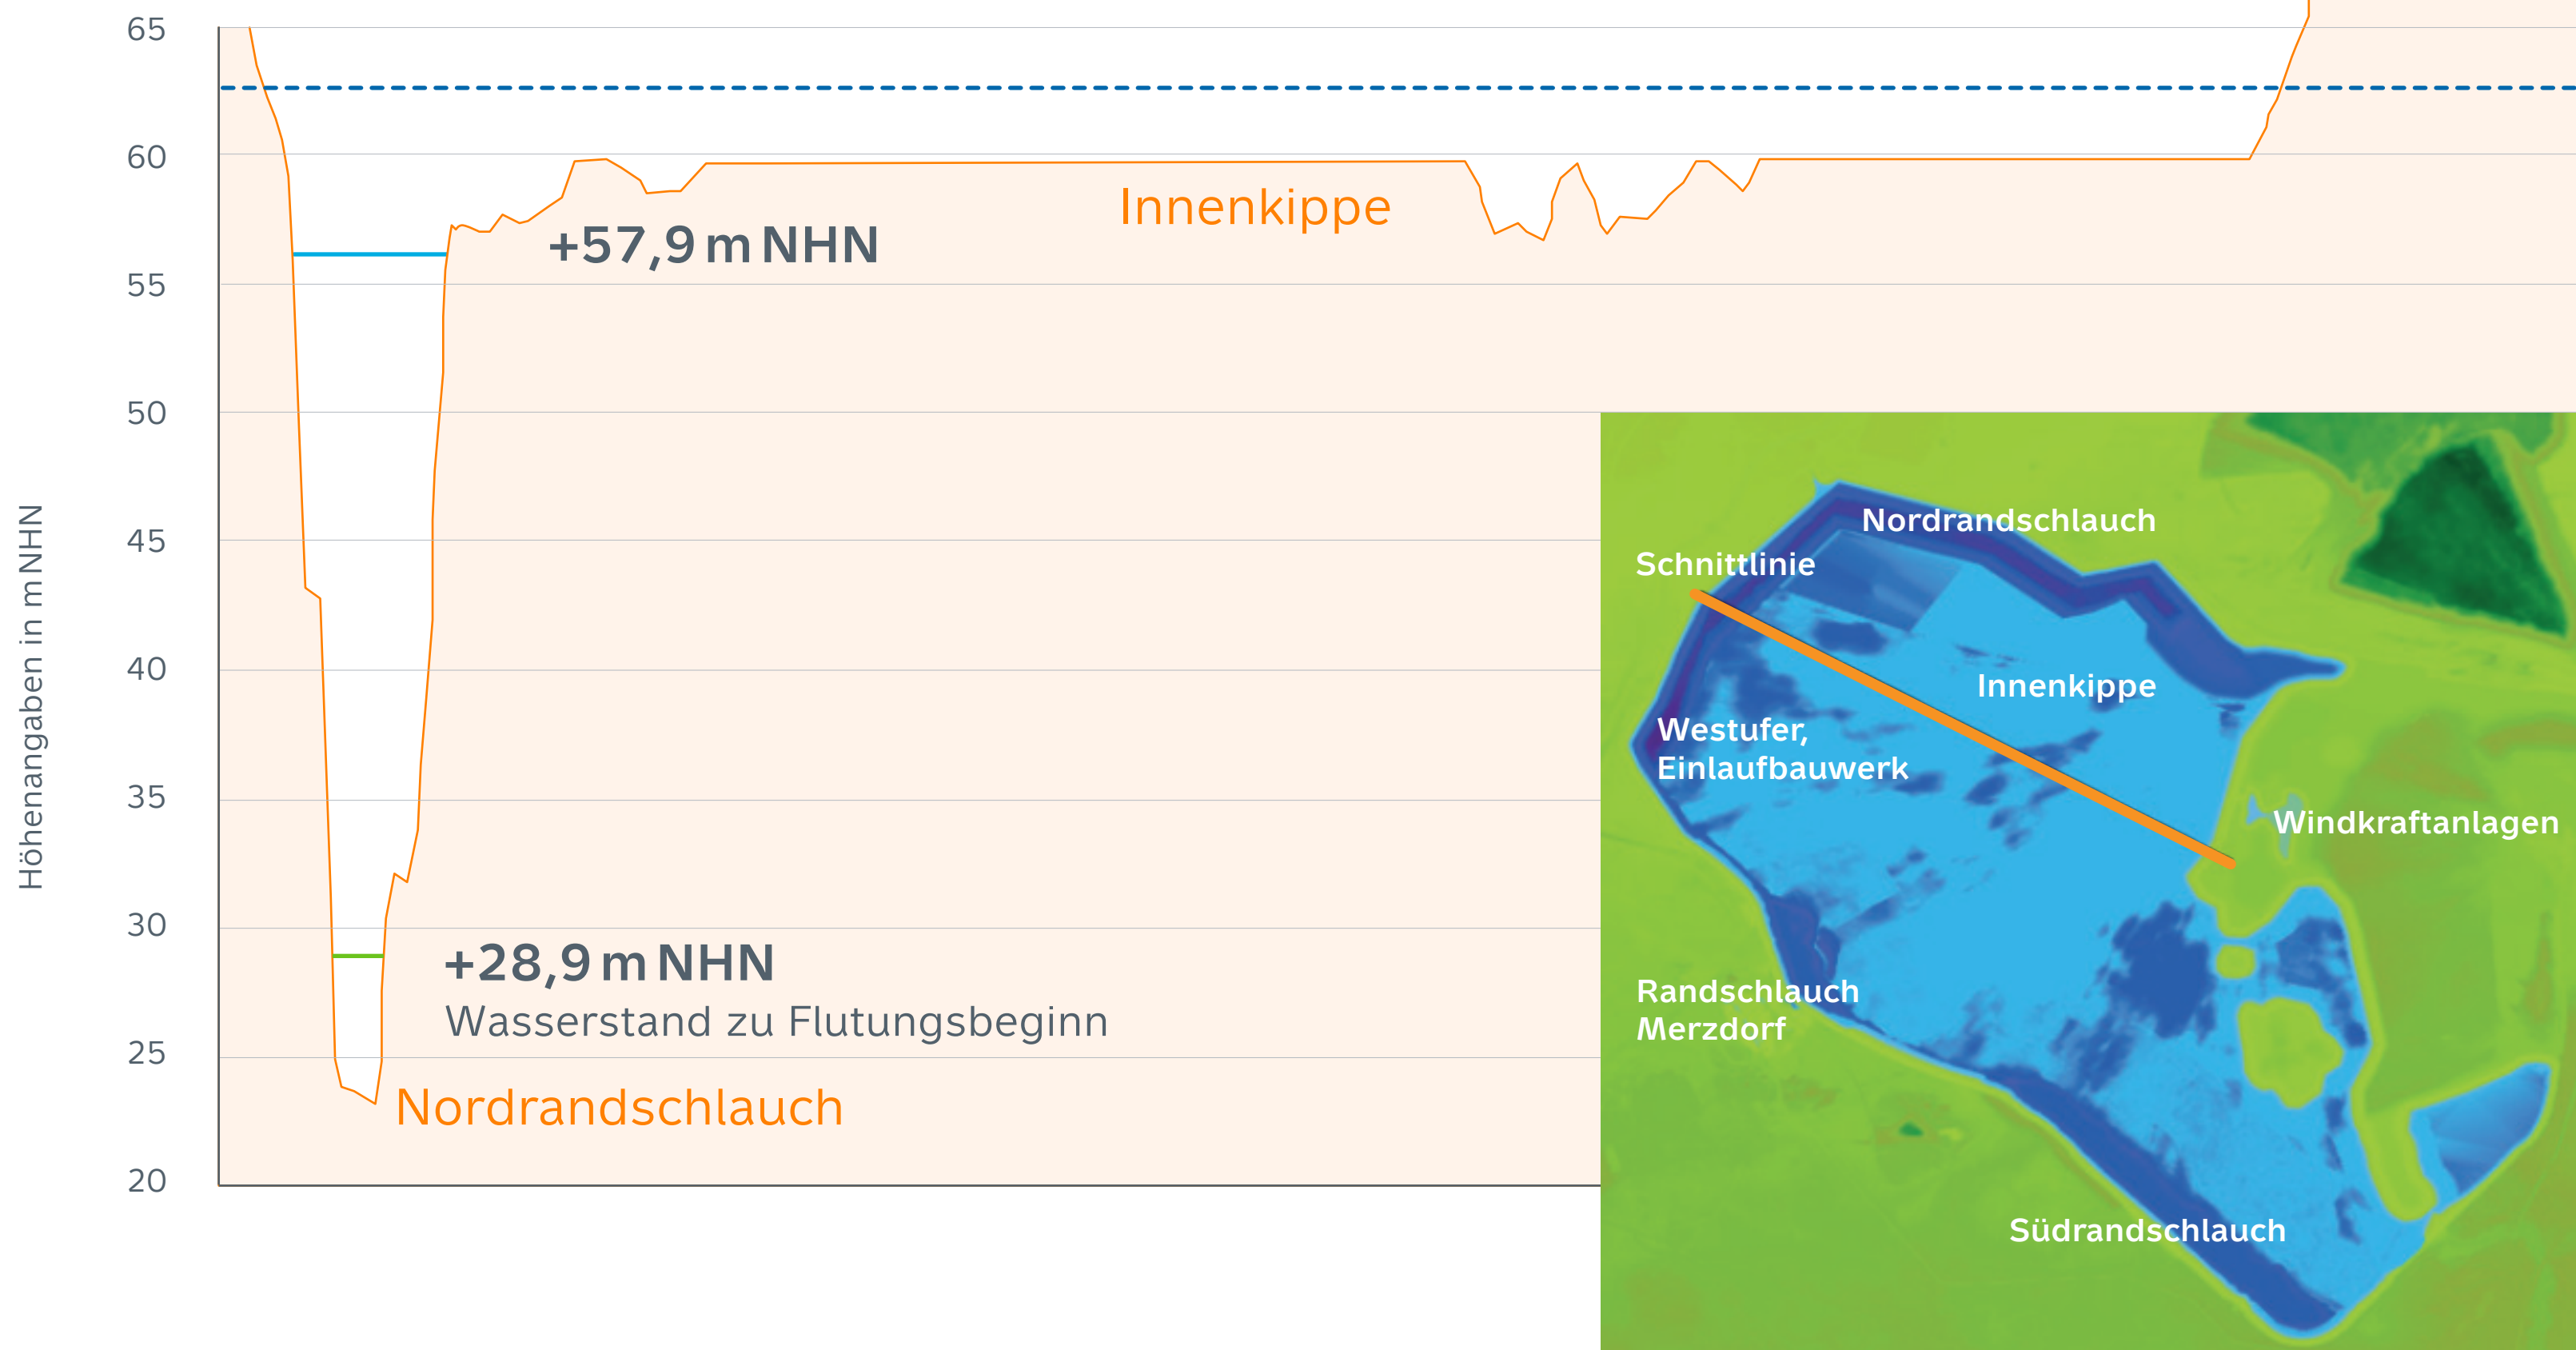 65
60
55
50
45
40
35
30
25
20
Höhenangaben in m NHN
+57,9 m NHN
Innenkippe
+28,9 m NHN
Wasserstand zu Flutungsbeginn
Nordrandschlauch
Nordrandschlauch
Schnittlinie
Innenkippe
Westufer,
Einlaufbauwerk
Windkraftanlagen
Randschlauch
Merzdorf
Südrandschlauch